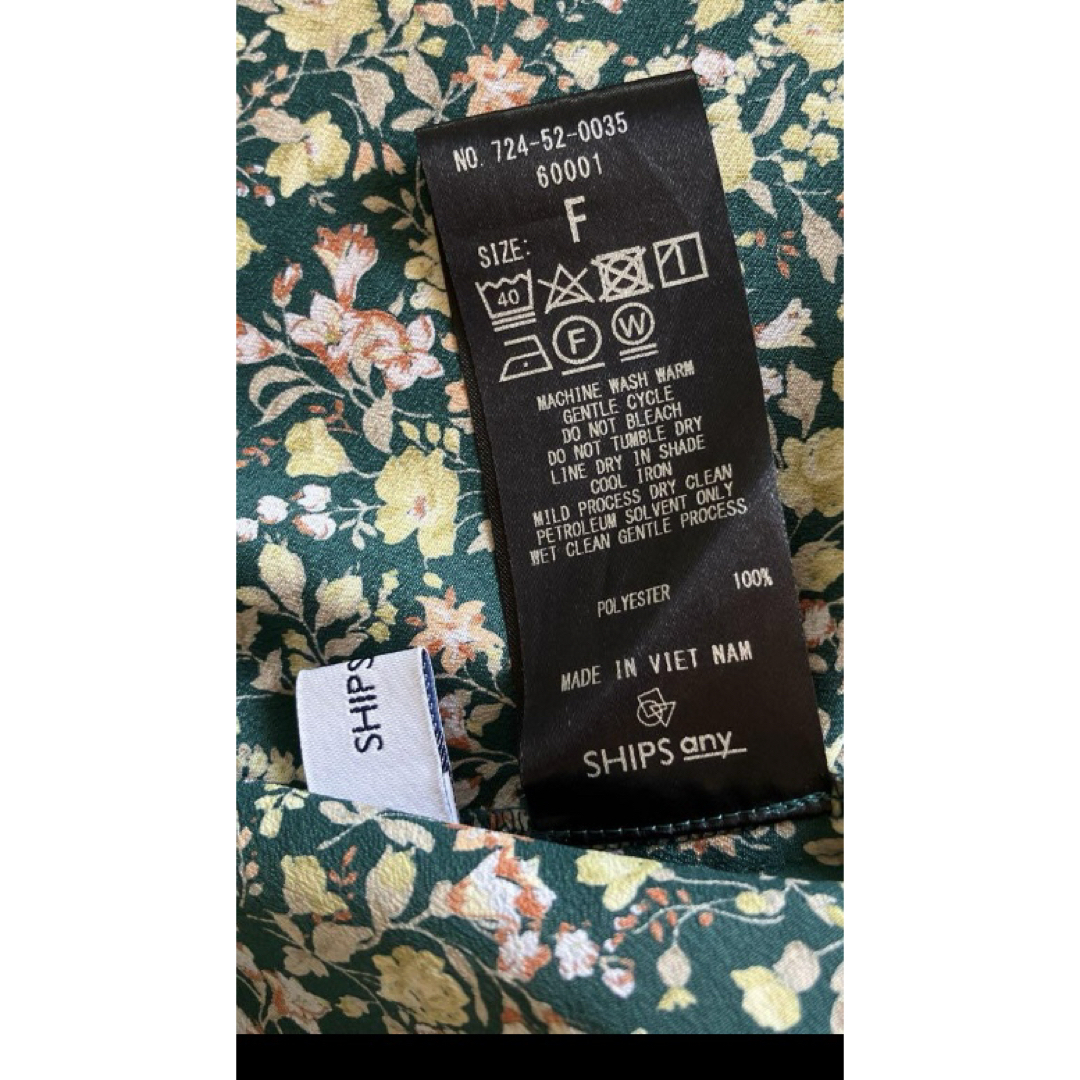 NO. 724-52-0035
60001
SIZE: F
40
F W
MACHINE WASH WARM
GENTLE CYCLE
DO NOT BLEACH
DO NOT TUMBLE DRY
LINE DRY IN SHADE
COOL IRON
MILD PROCESS DRY CLEAN
PETROLEUM SOLVENT ONLY
WET CLEAN GENTLE PROCESS
POLYESTER 100%
MADE IN VIET NAM
SHIPS any
SHIPS